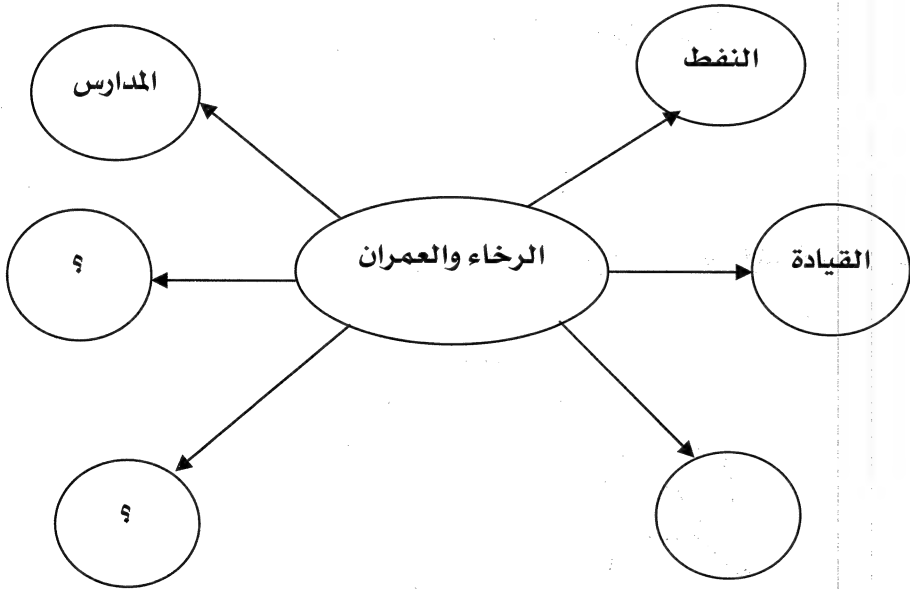 النفط
المدارس
الرخاء والعمران
القيادة
؟
؟